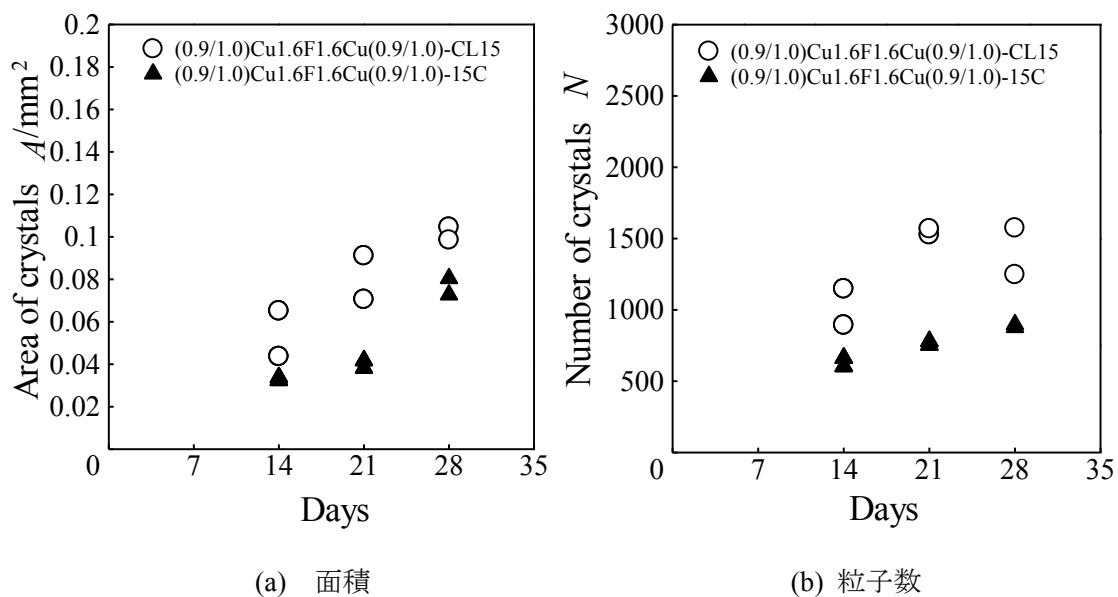 0.2
0.18
0.16
0.14
0.12
0.1
0.08
0.06
0.04
0.02
0
7
14
21
28
35
Area of crystals A/mm²
Days
(0.9/1.0)Cu1.6F1.6Cu(0.9/1.0)-CL15
(0.9/1.0)Cu1.6F1.6Cu(0.9/1.0)-15C
(a) 面積
3000
2500
2000
1500
1000
500
0
7
14
21
28
35
Number of crystals N
Days
(0.9/1.0)Cu1.6F1.6Cu(0.9/1.0)-CL15
(0.9/1.0)Cu1.6F1.6Cu(0.9/1.0)-15C
(b) 粒子数